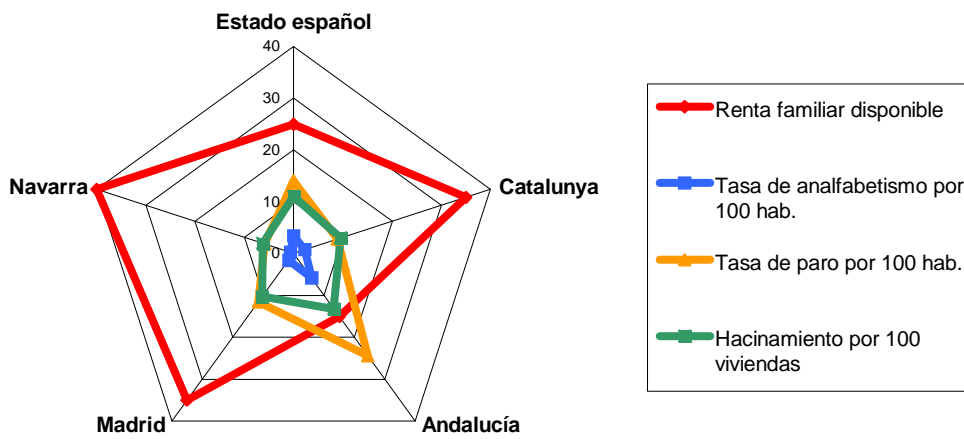 Estado español
40
30
20
10
0
Navarra
Catalunya
Madrid
Andalucía
Renta familiar disponible
Tasa de analfabetismo por
100 hab.
Tasa de paro por 100 hab.
Hacinamiento por 100
viviendas